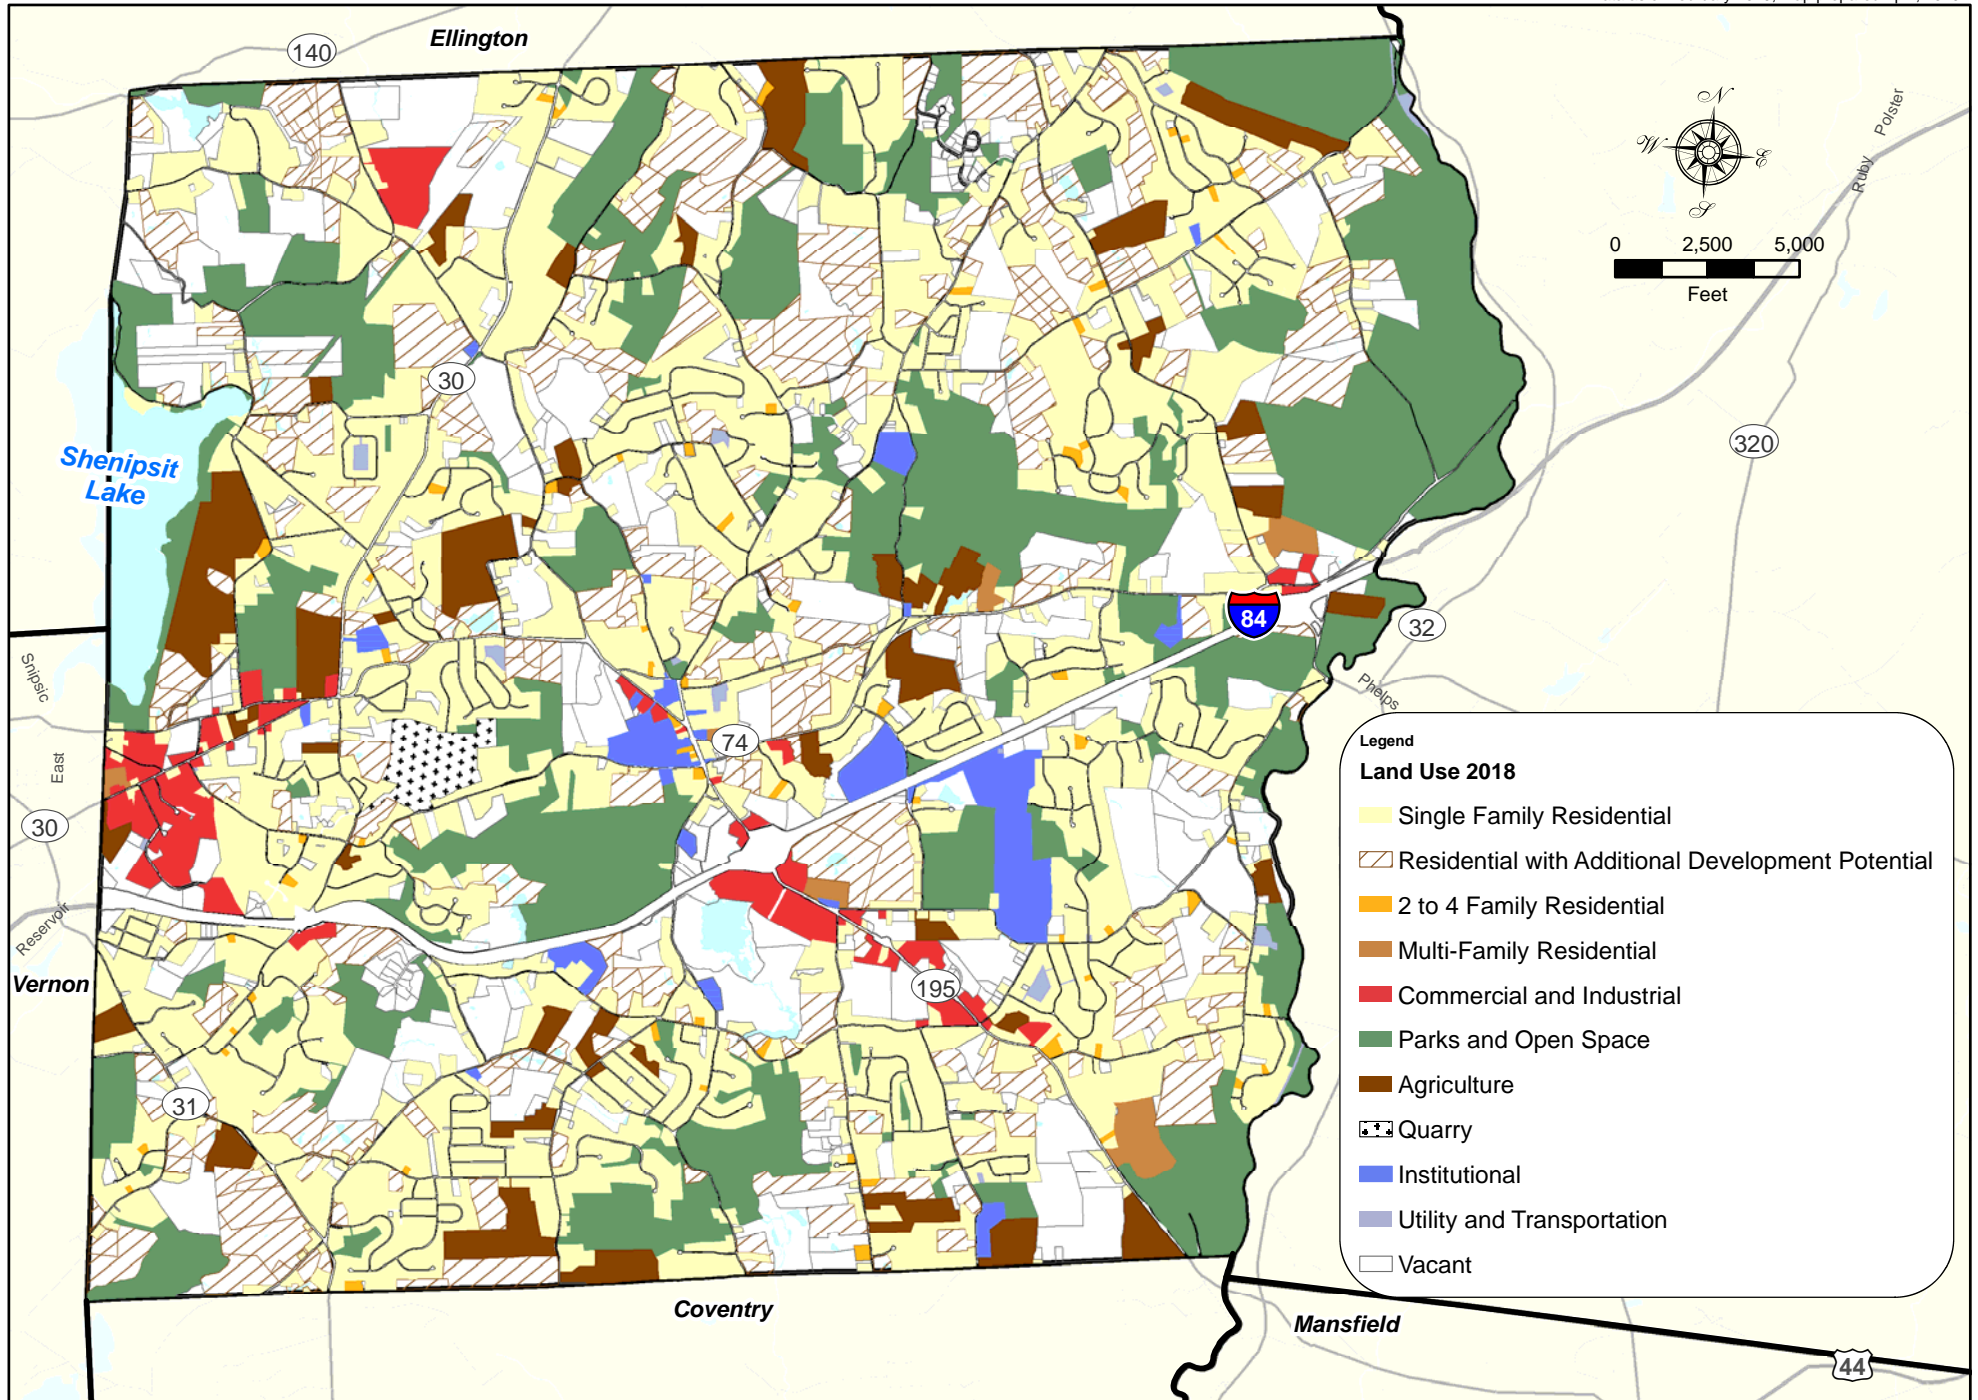 Ellington
140
N
W
E
S
0 2,500 5,000
Feet
Polster
Ruby
30
320
Shenipsit
Lake
84
32
Snipsic
Phelps
74
East
30
Reservoir
Vernon
195
31
Coventry
Mansfield
44
Legend
Land Use 2018
Single Family Residential
Residential with Additional Development Potential
2 to 4 Family Residential
Multi-Family Residential
Commercial and Industrial
Parks and Open Space
Agriculture
Quarry
Institutional
Utility and Transportation
Vacant